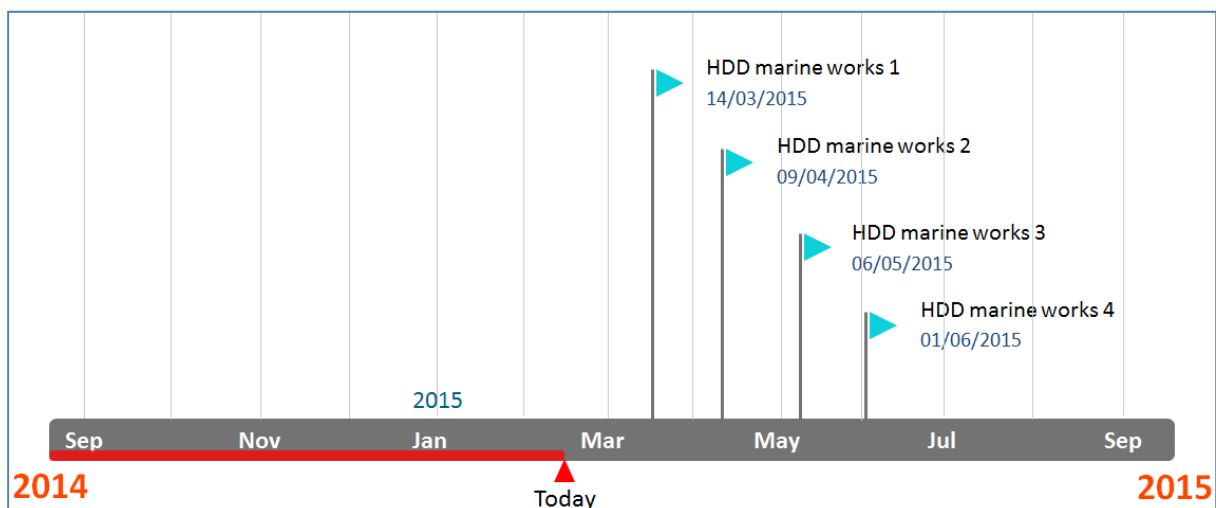 HDD marine works 1
14/03/2015
HDD marine works 2
09/04/2015
HDD marine works 3
06/05/2015
HDD marine works 4
01/06/2015
2015
Sep Nov Jan Mar May Jul Sep
2014 2015
Today